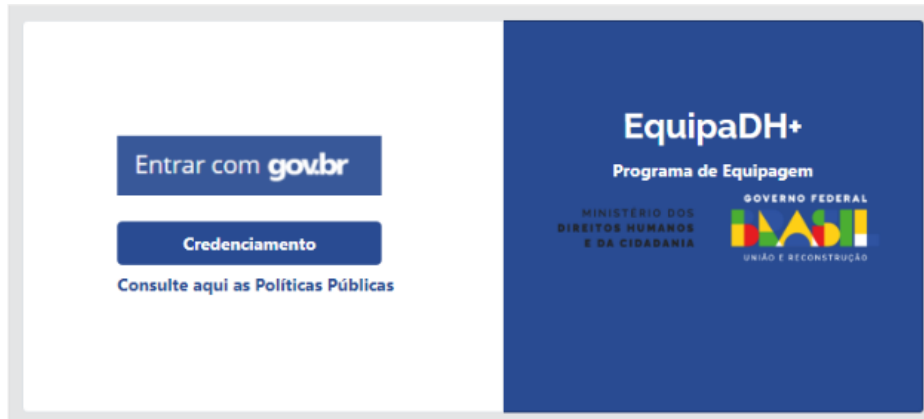 Entrar com gov.br
Credenciamento
Consulte aqui as Políticas Públicas
EquipaDH+
Programa de Equipagem
MINISTÉRIO DOS
DIREITOS HUMANOS
E DA CIDADANIA
GOVERNO FEDERAL
BRASIL
UNIÃO E RECONSTRUÇÃO